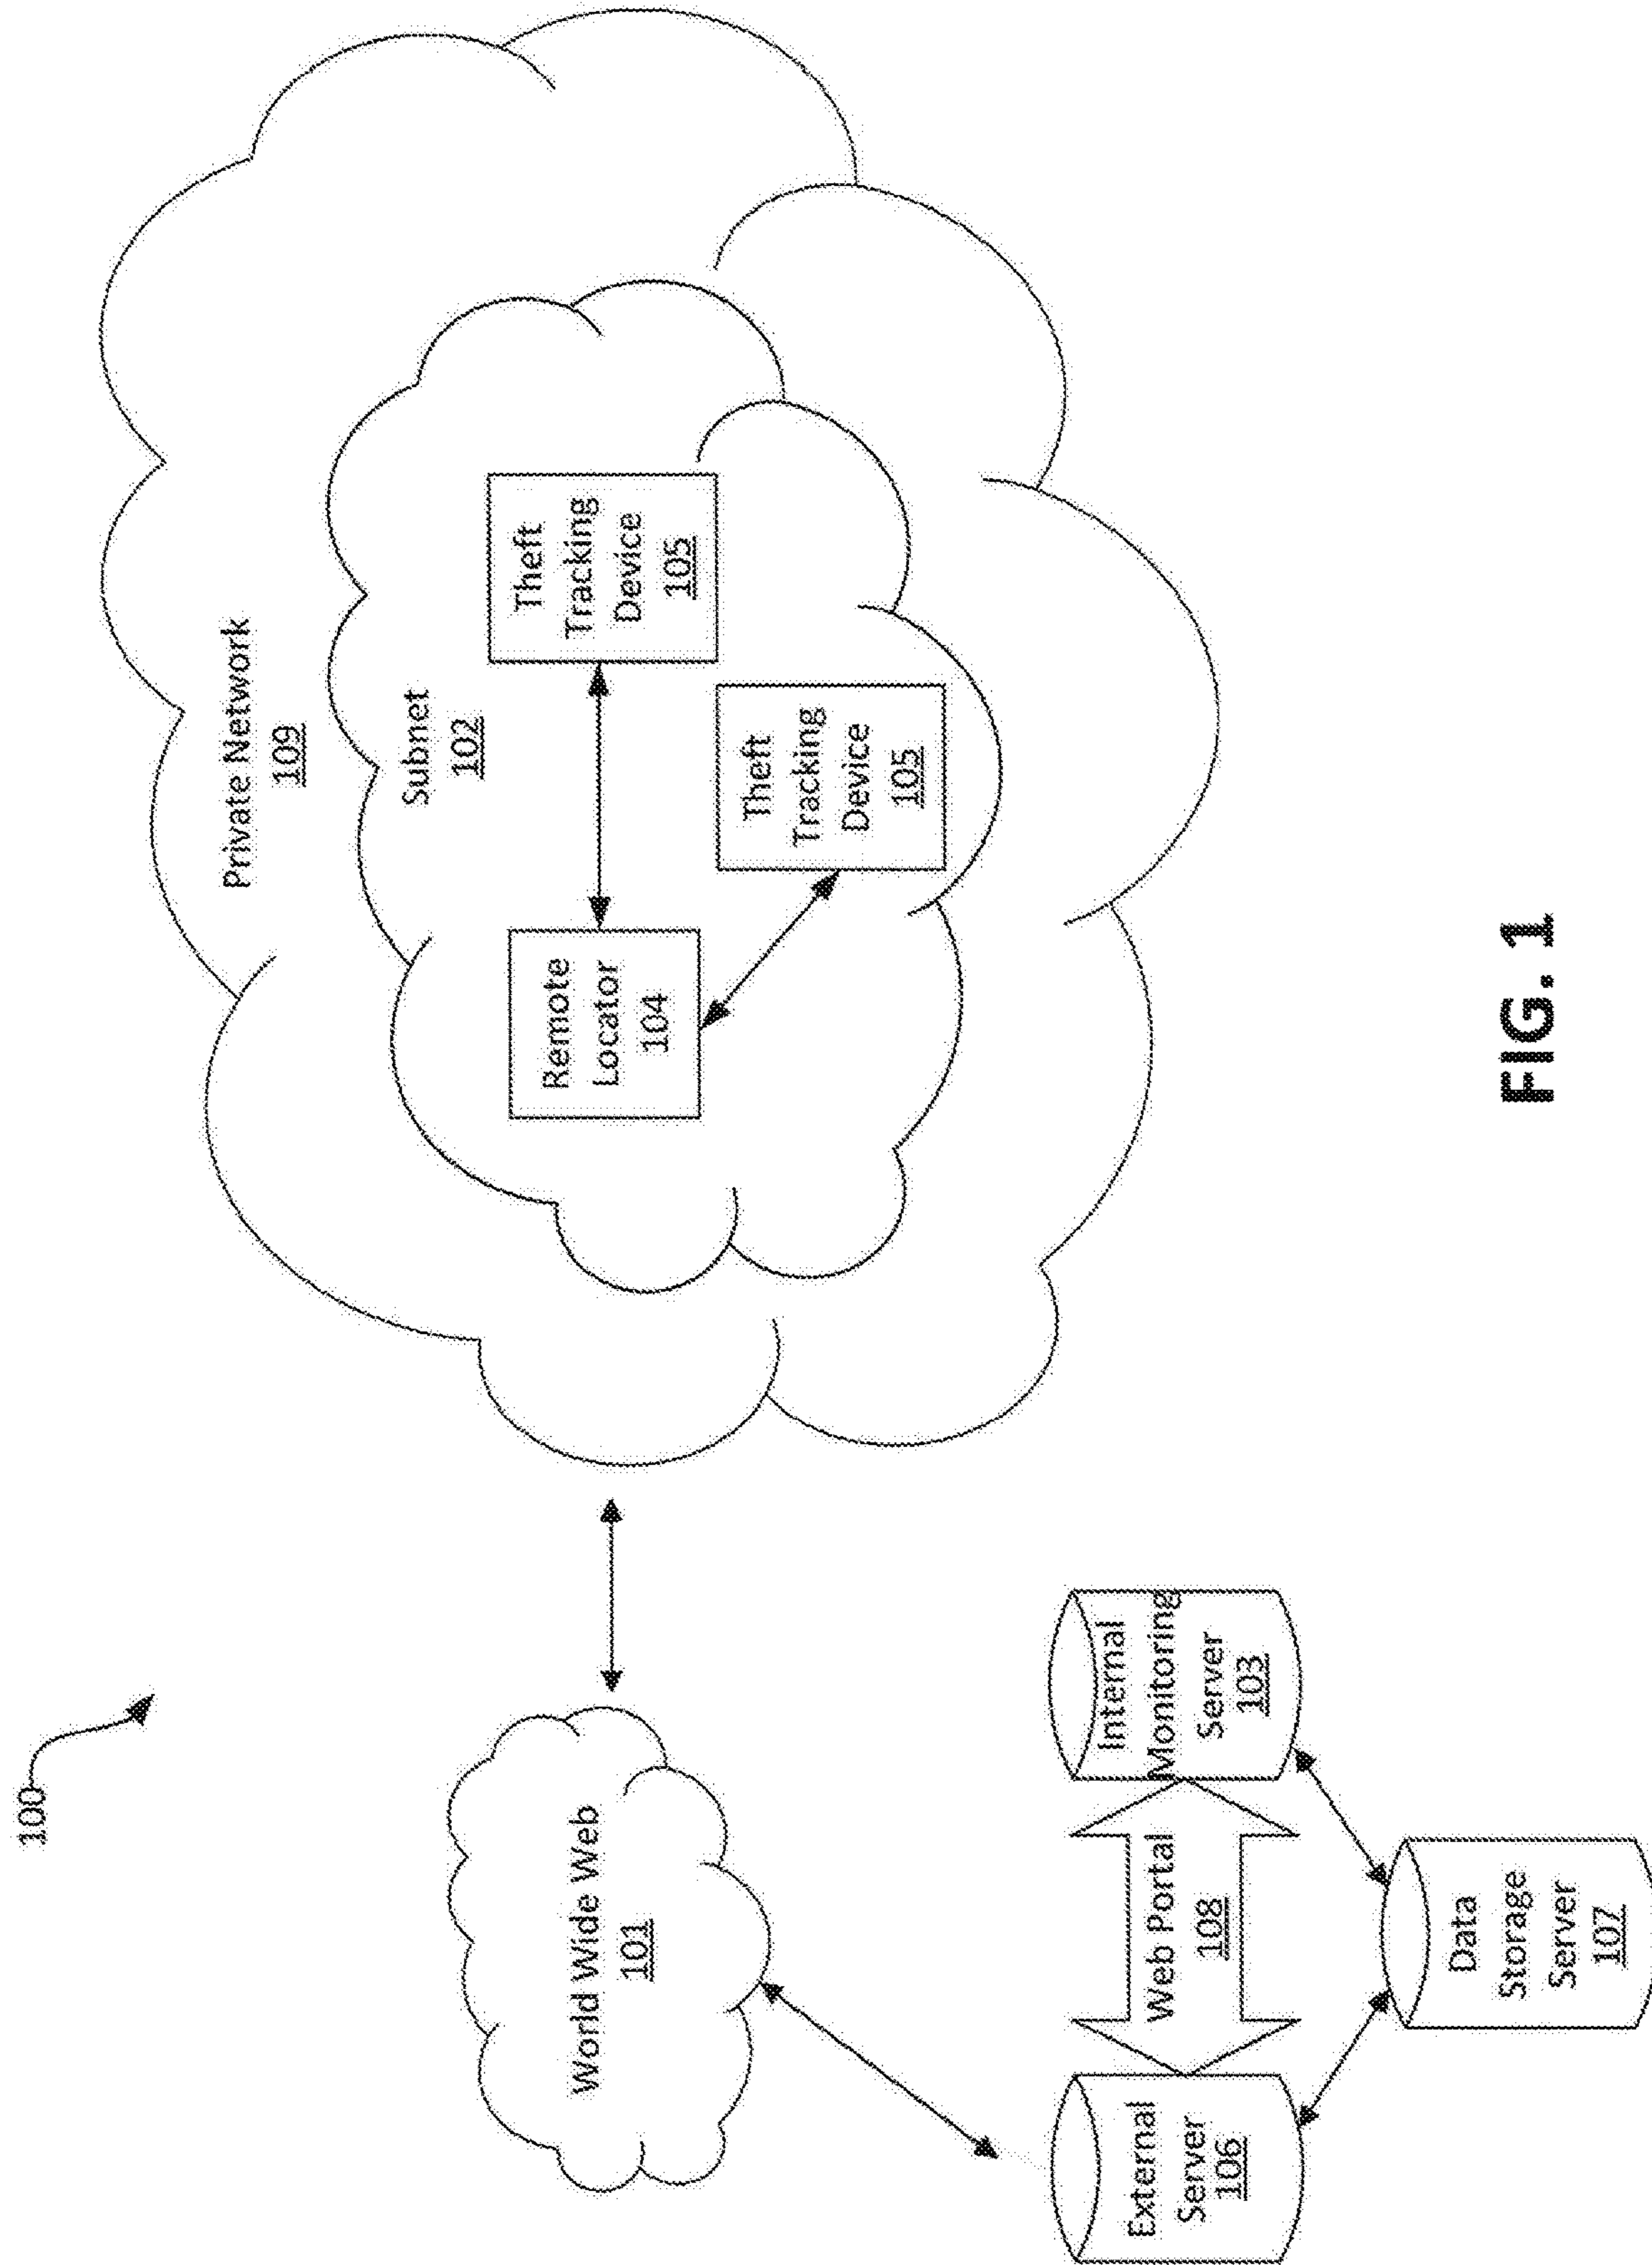 100
Private Network
109
Subnet
102
Theft
Tracking
Device
105
Remote
Locator
104
Theft
Tracking
Device
105
World Wide Web
101
External
Server
106
Web Portal
108
Internal
Monitoring
Server
103
Data
Storage
Server
107
FIG. 1